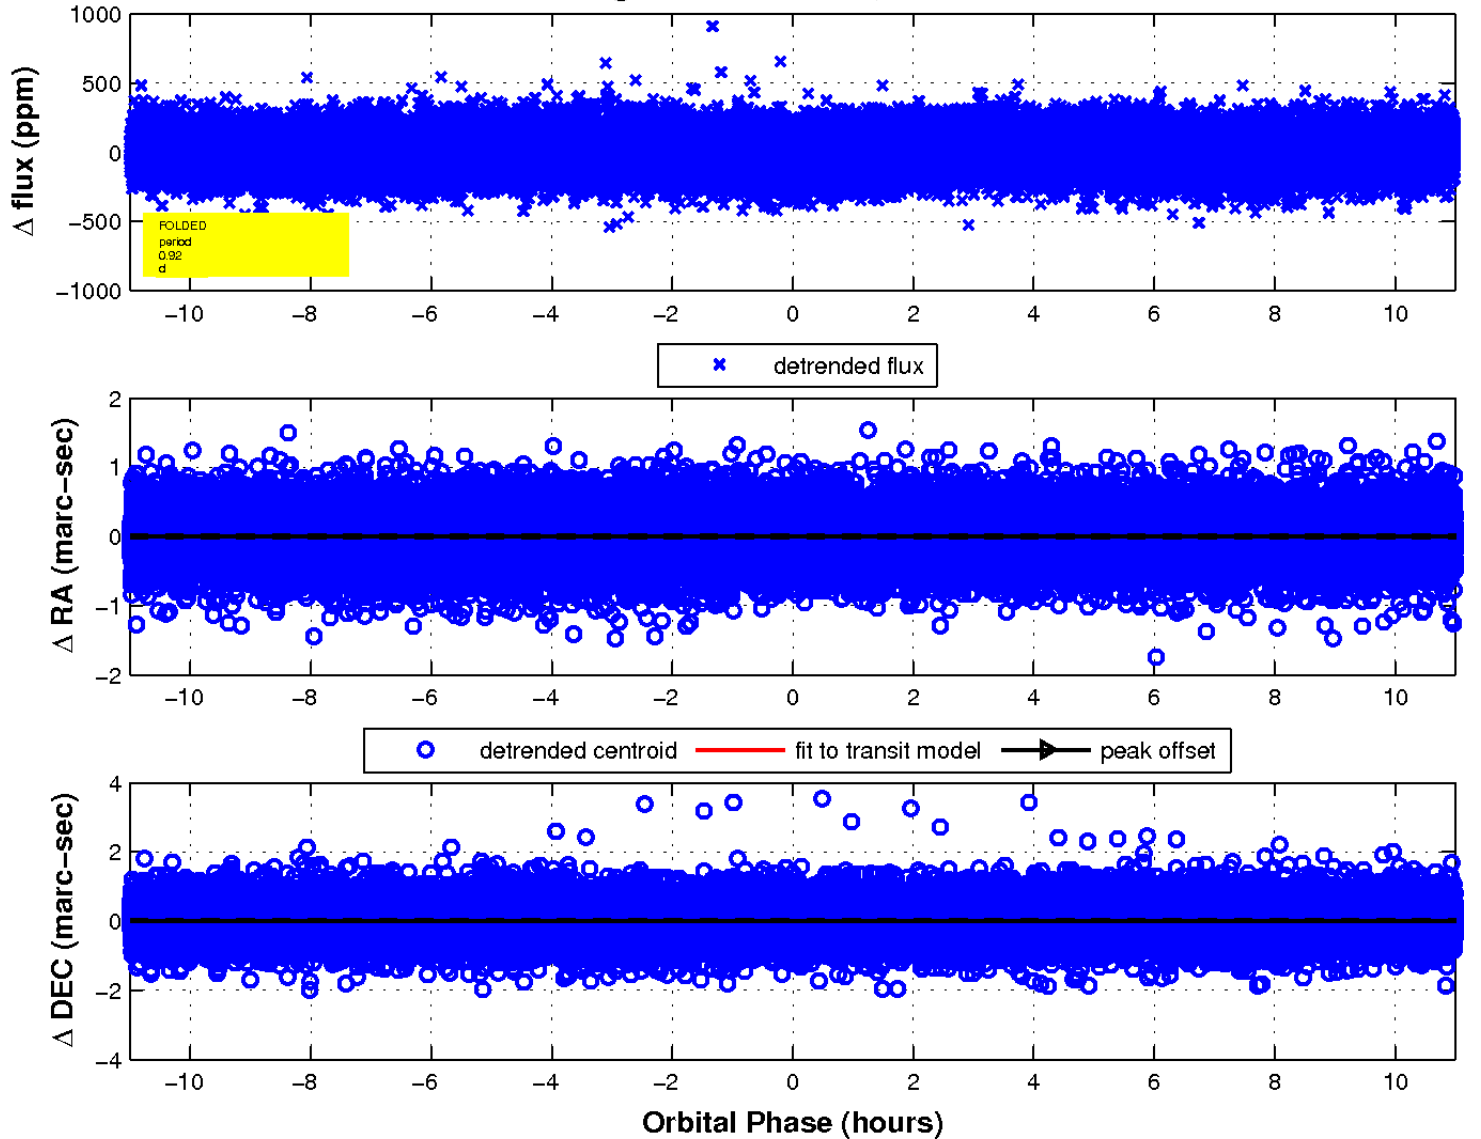 1000
500
0
−500
−1000
Δ flux (ppm)
FOLDED
period
0.92
d
−10 −8 −6 −4 −2 0 2 4 6 8 10
detrended flux
2
1
0
−1
−2
Δ RA (marc−sec)
−10 −8 −6 −4 −2 0 2 4 6 8 10
detrended centroid fit to transit model peak offset
4
2
0
−2
−4
Δ DEC (marc−sec)
−10 −8 −6 −4 −2 0 2 4 6 8 10
Orbital Phase (hours)